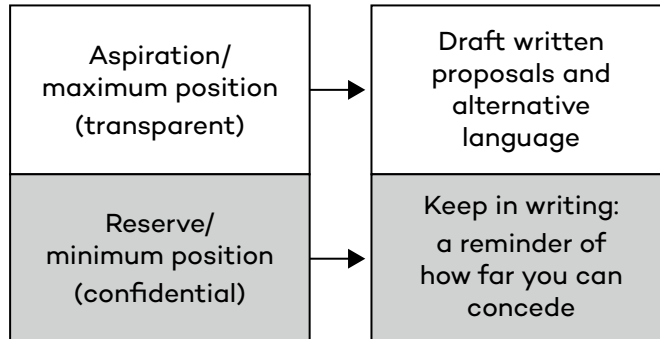 Aspiration/
maximum position
(transparent)
Draft written
proposals and
alternative
language
Reserve/
minimum position
(confidential)
Keep in writing:
a reminder of
how far you can
concede